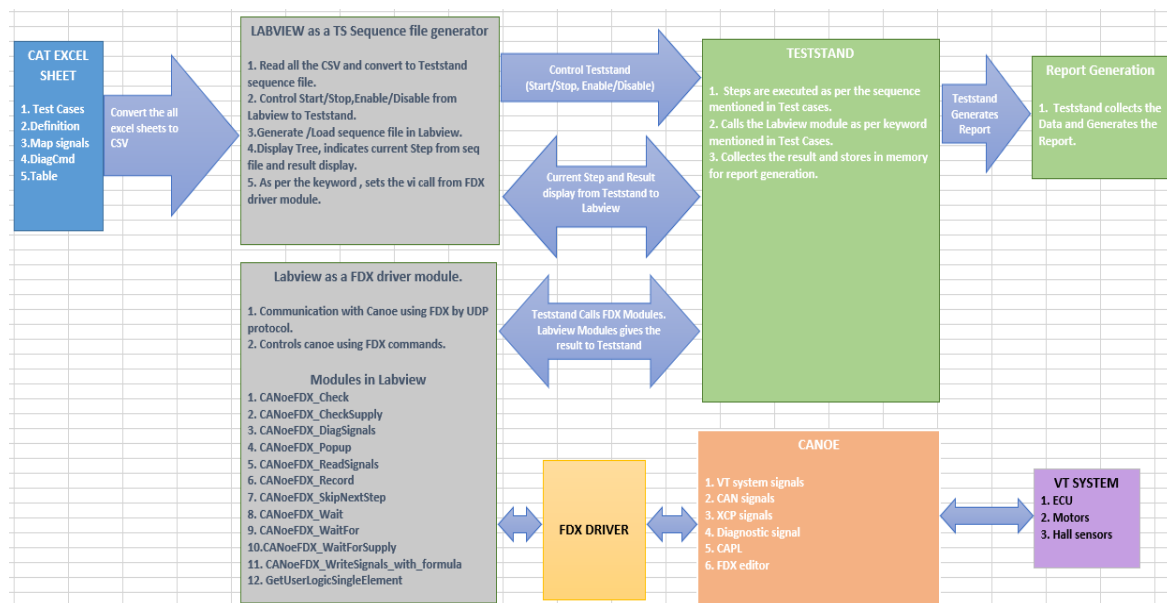 CAT EXCEL
SHEET
1. Test Cases
2.Definition
3.Map signals
4.DiagCmd
5.Table
Convert the all
excel sheets to
CSV
LABVIEW as a TS Sequence file generator
1. Read all the CSV and convert to Teststand
sequence file.
2. Control Start/Stop,Enable/Disable from
Labview to Teststand.
3.Generate /Load sequence file in Labview.
4.Display Tree, indicates current Step from seq
file and result display.
5. As per the keyword , sets the vi call from FDX
driver module.
Control Teststand
(Start/Stop, Enable/Disable)
Current Step and Result
display from Teststand to
Labview
TESTSTAND
1. Steps are executed as per the sequence
mentioned in Test cases.
2. Calls the Labview module as per keyword
mentioned in Test Cases.
3. Collects the result and stores in memory
for report generation.
Teststand
Generates
Report
Report Generation
1. Teststand collects the
Data and Generates the
Report.
Labview as a FDX driver module.
1. Communication with Canoe using FDX by UDP
protocol.
2. Controls canoe using FDX commands.
Modules in Labview
1. CANoeFDX_Check
2. CANoeFDX_CheckSupply
3. CANoeFDX_DiagSignals
4. CANoeFDX_Popup
5. CANoeFDX_ReadSignals
6. CANoeFDX_Record
7. CANoeFDX_SkipNextStep
8. CANoeFDX_Wait
9. CANoeFDX_WaitFor
10.CANoeFDX_WaitForSupply
11. CANoeFDX_WriteSignals_with_formula
12. GetUserLogicSingleElement
Teststand Calls FDX Modules.
Labview Modules gives the
result to Teststand
FDX DRIVER
CANOE
1. VT system signals
2. CAN signals
3. XCP signals
4. Diagnostic signal
5. CAPL
6. FDX editor
VT SYSTEM
1. ECU
2. Motors
3. Hall sensors